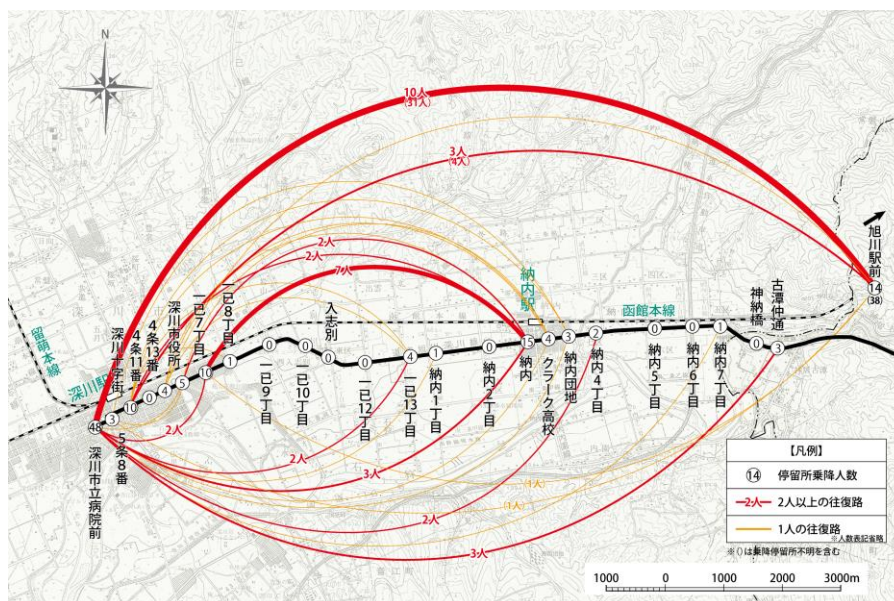 N
10人
(31人)
3人
(4人)
旭川駅前
14
(38)
2人
2人
7人
納内駅
函館本線
留萌本線
深川駅
深川十字街
4条11番
4条13番
深川市役所
一已7丁目
一已8丁目
入志別
古潭仲通
神納橋
48
3
10
0
4
5
10
1
0
0
0
0
4
1
0
15
4
3
2
0
0
1
0
3
深川市立病院前
5条8番
一已9丁目
一已10丁目
一已12丁目
一已13丁目
納内1丁目
納内2丁目
納内
クラーク高校
納内団地
納内4丁目
納内5丁目
納内6丁目
納内7丁目
2人
2人
3人
2人
3人
(1人)
(1人)
(1人)
【凡例】
14 停留所乗降人数
2人 2人以上の往復路
1人の往復路
※人数表記省略
※()は乗降停留所不明を含む
1000 0 1000 2000 3000m